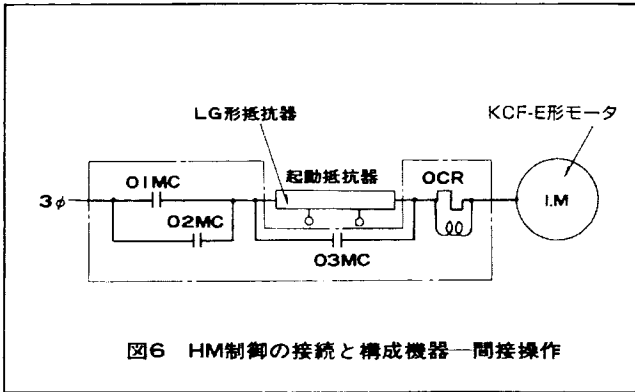 LG形抵抗器
KCF-E形モータ
起動抵抗器
OCR
01MC
3φ
I.M
02MC
03MC
図6 HM制御の接続と構成機器—間接操作